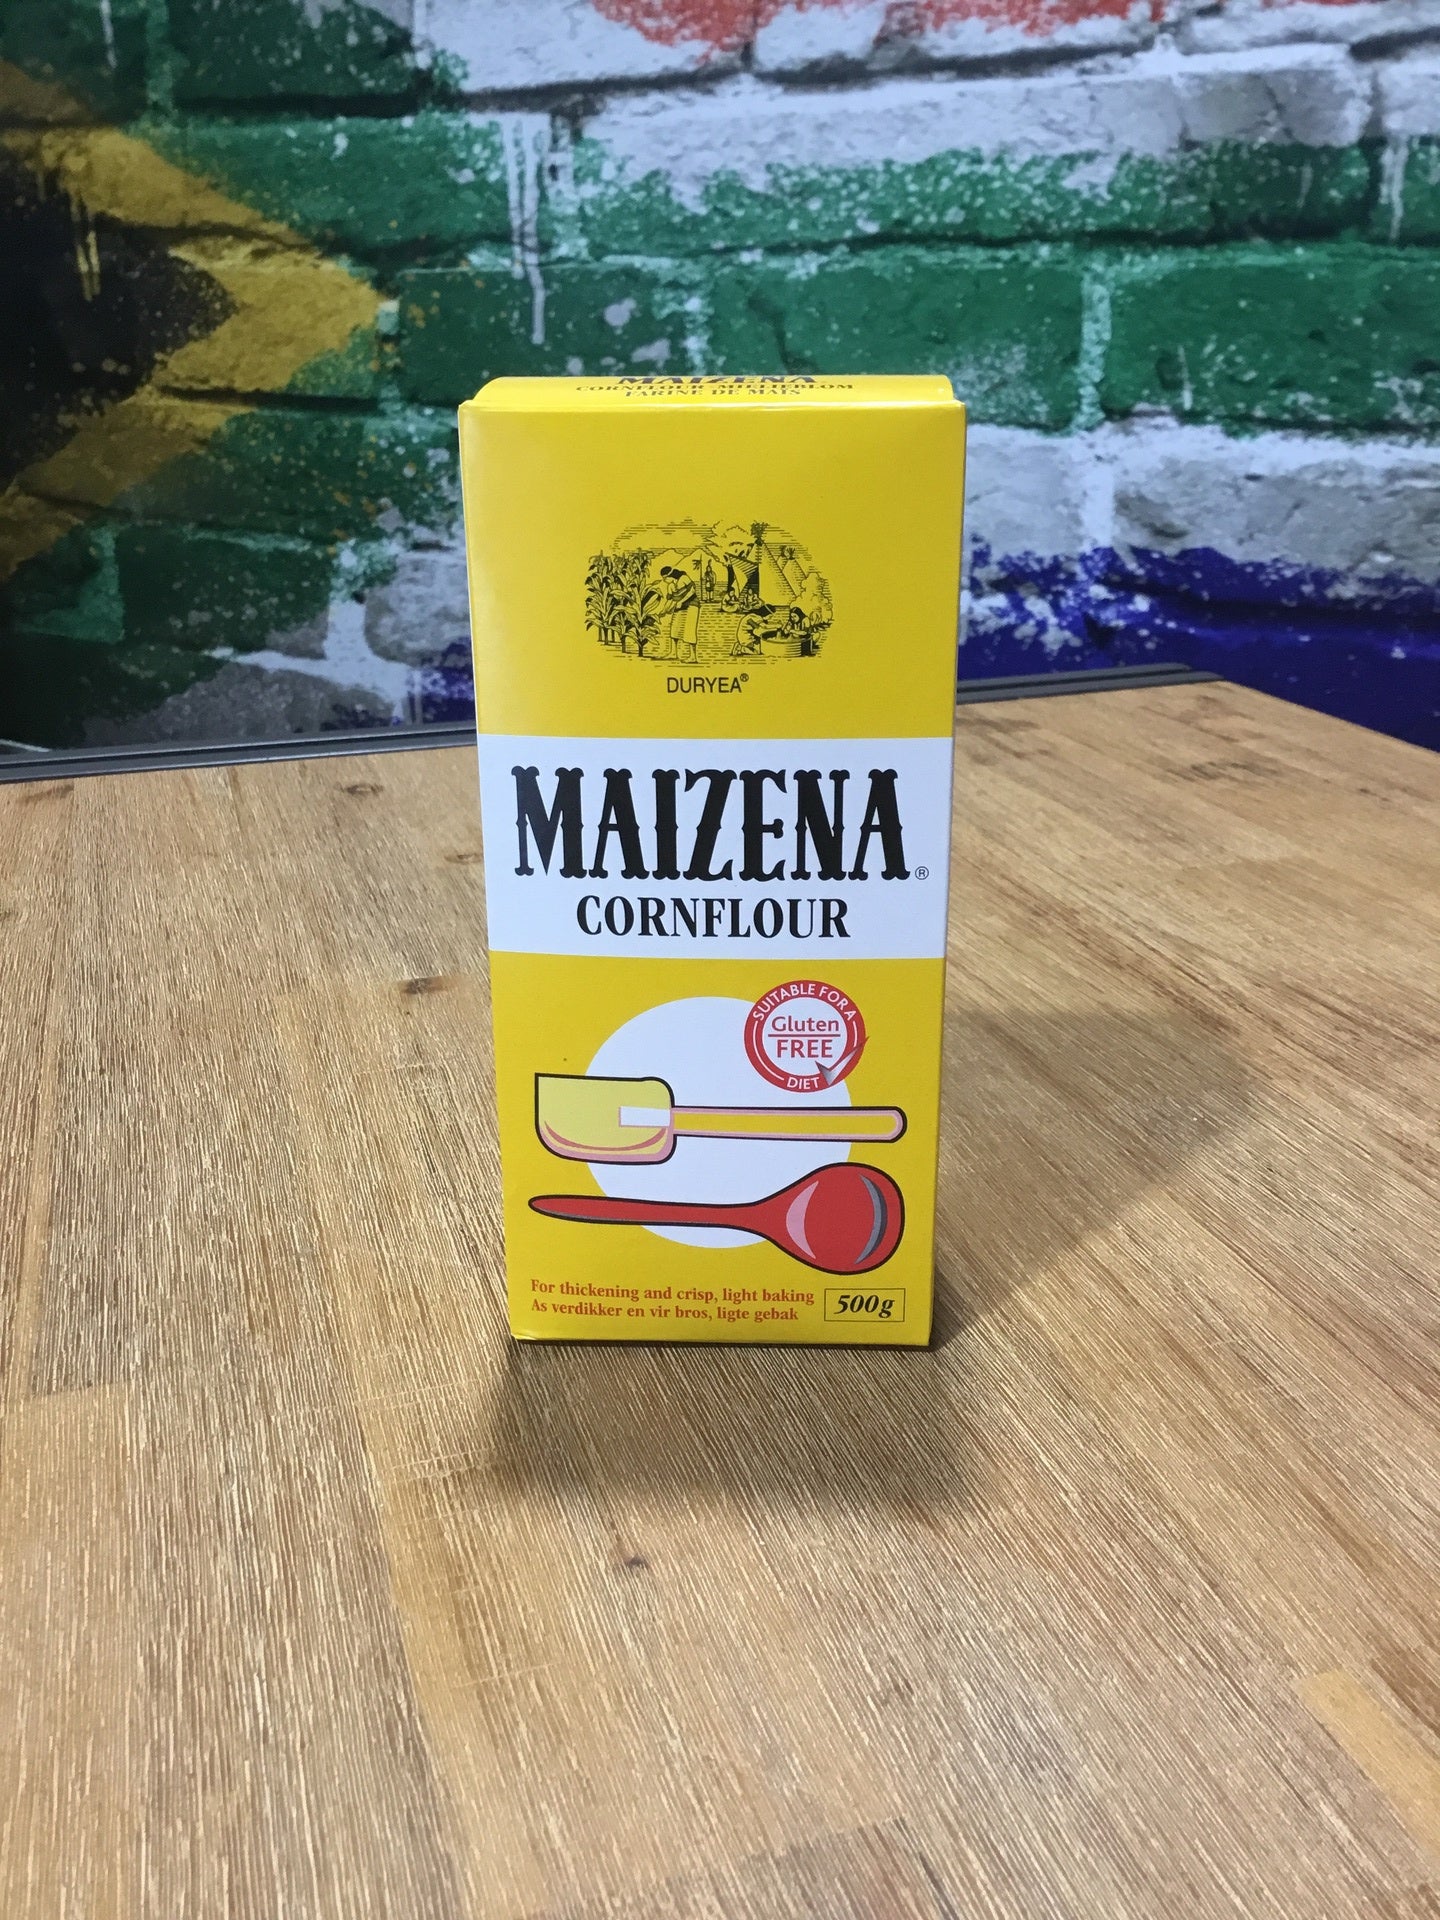 MAIZENA
CORNFLOUR MIELIEBLOM
FARINE DE MAIS
DURYEA®
MAIZENA®
CORNFLOUR
SUITABLE FOR A
Gluten
FREE
DIET
For thickening and crisp, light baking
As verdikker en vir bros, ligte gebak
500g